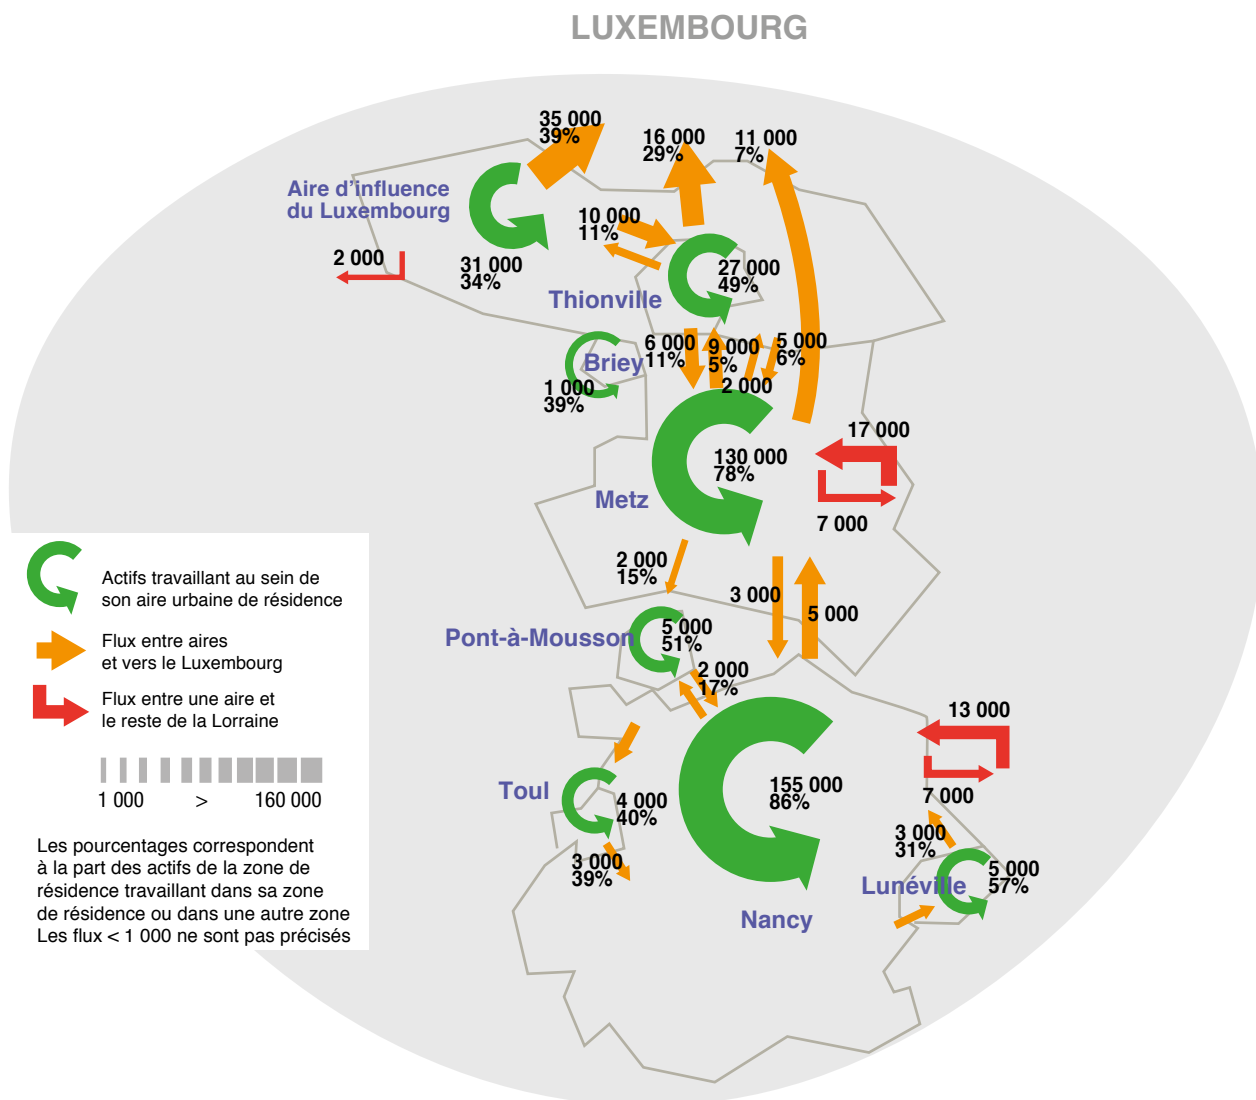 LUXEMBOURG
35 000
39%
16 000
29%
11 000
7%
Aire d'influence
du Luxembourg
10 000
11%
2 000
31 000
34%
27 000
49%
Thionville
6 000
11%
9 000
5%
5 000
6%
Briey
2 000
1 000
39%
17 000
130 000
78%
Metz
7 000
2 000
15%
3 000
5 000
Pont-à-Mousson
5 000
51%
2 000
17%
13 000
Toul
155 000
86%
4 000
40%
7 000
3 000
31%
3 000
39%
5 000
57%
Lunéville
Nancy
Actifs travaillant au sein de
son aire urbaine de résidence
Flux entre aires
et vers le Luxembourg
Flux entre une aire et
le reste de la Lorraine
1 000 > 160 000
Les pourcentages correspondent
à la part des actifs de la zone de
résidence travaillant dans sa zone
de résidence ou dans une autre zone
Les flux < 1 000 ne sont pas précisés